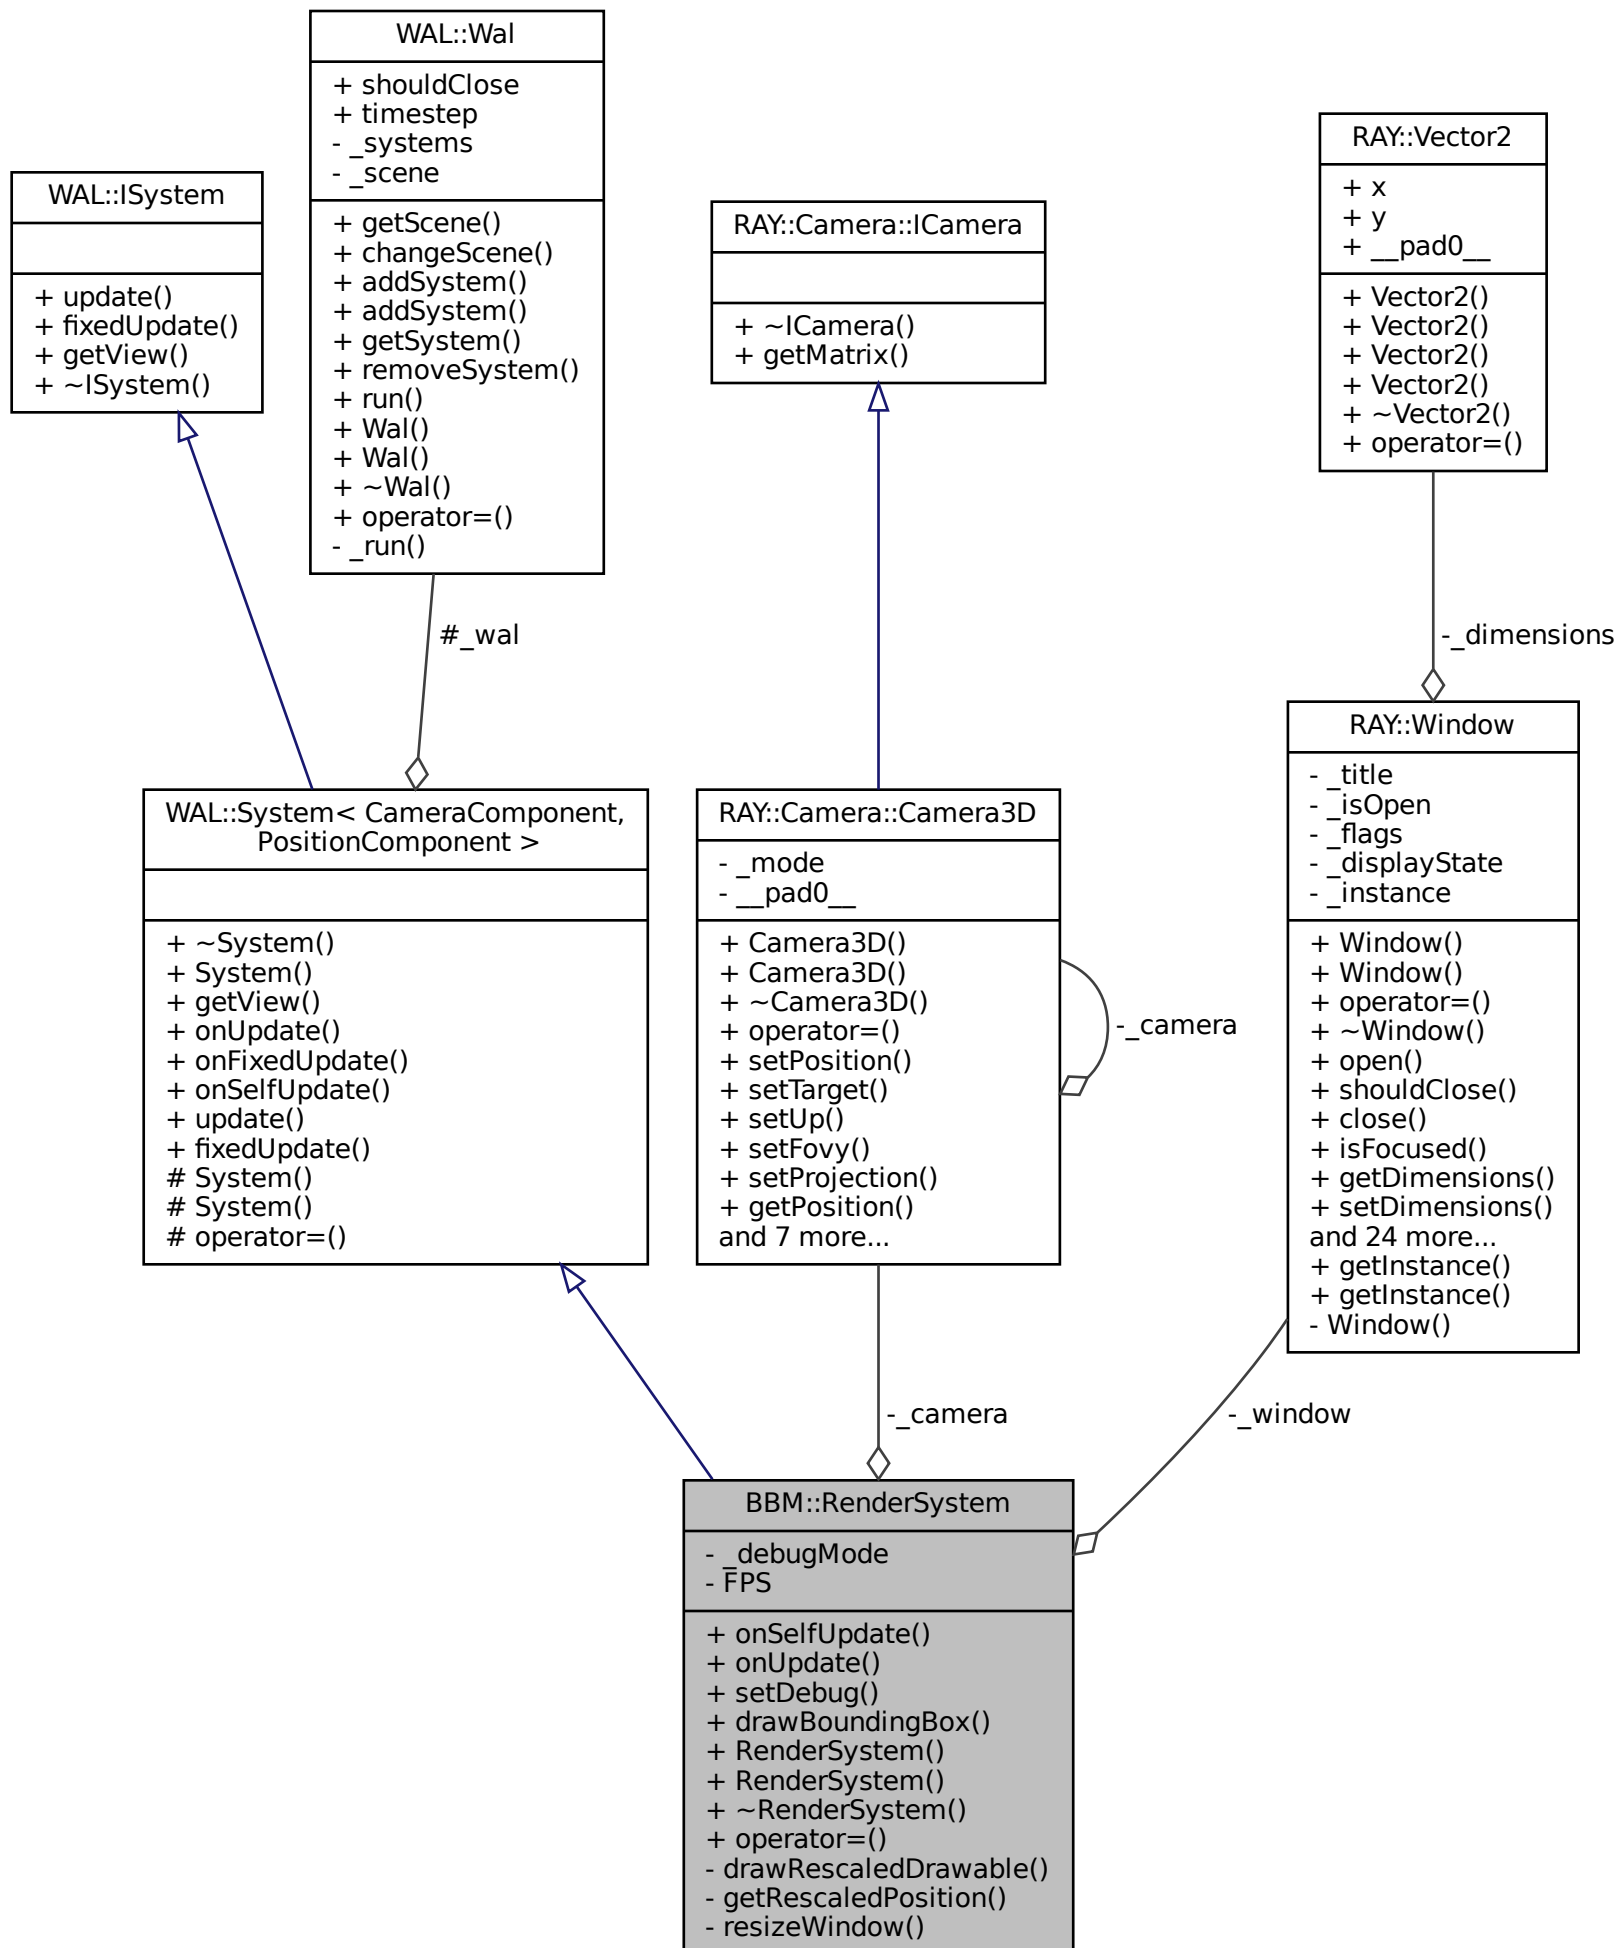 WAL::Wal
+ shouldClose
+ timestep
- _systems
- _scene
+ getScene()
+ changeScene()
+ addSystem()
+ addSystem()
+ getSystem()
+ removeSystem()
+ run()
+ Wal()
+ Wal()
+ ~Wal()
+ operator=()
- _run()
WAL::ISystem
+ update()
+ fixedUpdate()
+ getView()
+ ~ISystem()
RAY::Camera::ICamera
+ ~ICamera()
+ getMatrix()
RAY::Vector2
+ x
+ y
+ __pad0__
+ Vector2()
+ Vector2()
+ Vector2()
+ Vector2()
+ ~Vector2()
+ operator=()
#_wal
-_dimensions
WAL::System< CameraComponent,
PositionComponent >
+ ~System()
+ System()
+ getView()
+ onUpdate()
+ onFixedUpdate()
+ onSelfUpdate()
+ update()
+ fixedUpdate()
# System()
# System()
# operator=()
RAY::Camera::Camera3D
- _mode
- __pad0__
+ Camera3D()
+ Camera3D()
+ ~Camera3D()
+ operator=()
+ setPosition()
+ setTarget()
+ setUp()
+ setFovy()
+ setProjection()
+ getPosition()
and 7 more...
-_camera
RAY::Window
- _title
- _isOpen
- _flags
- _displayState
- _instance
+ Window()
+ Window()
+ operator=()
+ ~Window()
+ open()
+ shouldClose()
+ close()
+ isFocused()
+ getDimensions()
+ setDimensions()
and 24 more...
+ getInstance()
+ getInstance()
- Window()
-_camera
-_window
BBM::RenderSystem
- _debugMode
- FPS
+ onSelfUpdate()
+ onUpdate()
+ setDebug()
+ drawBoundingBox()
+ RenderSystem()
+ RenderSystem()
+ ~RenderSystem()
+ operator=()
- drawRescaledDrawable()
- getRescaledPosition()
- resizeWindow()